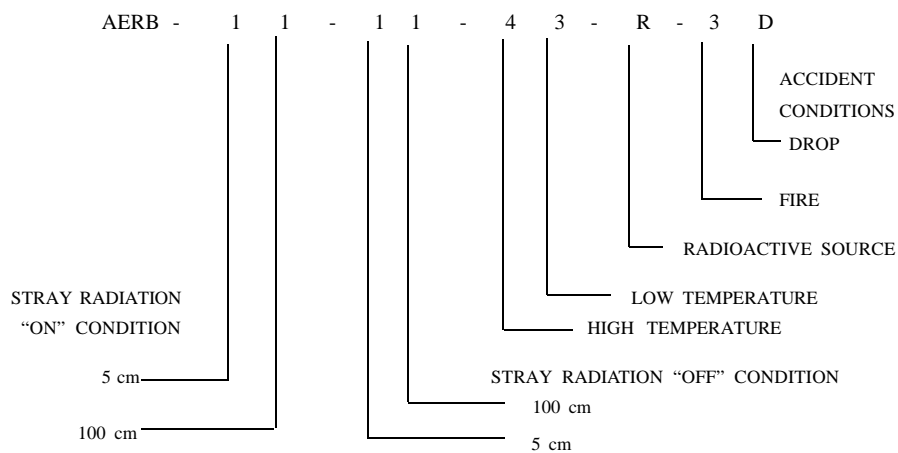 AERB - 1 1 - 1 1 - 4 3 - R - 3 D
ACCIDENT
CONDITIONS
DROP
FIRE
RADIOACTIVE SOURCE
STRAY RADIATION
“ON” CONDITION
LOW TEMPERATURE
HIGH TEMPERATURE
5 cm
STRAY RADIATION “OFF” CONDITION
100 cm
100 cm
5 cm